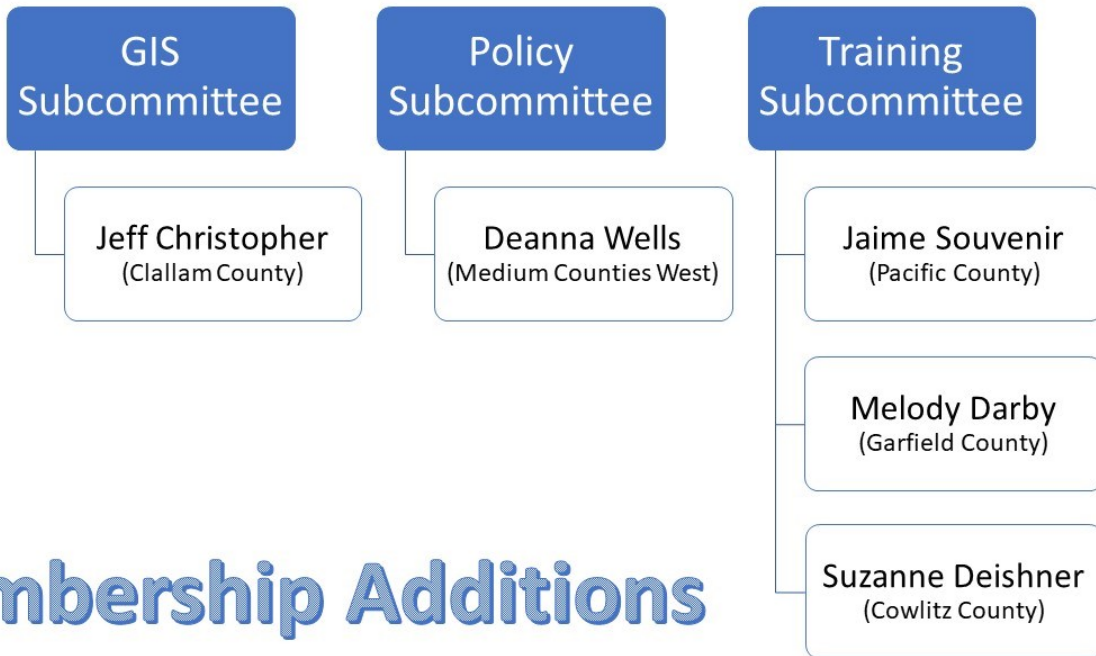 GIS
Subcommittee
Jeff Christopher
(Clallam County)
Policy
Subcommittee
Deanna Wells
(Medium Counties West)
Training
Subcommittee
Jaime Souvenir
(Pacific County)
Melody Darby
(Garfield County)
Suzanne Deishner
(Cowlitz County)
mbership Additions